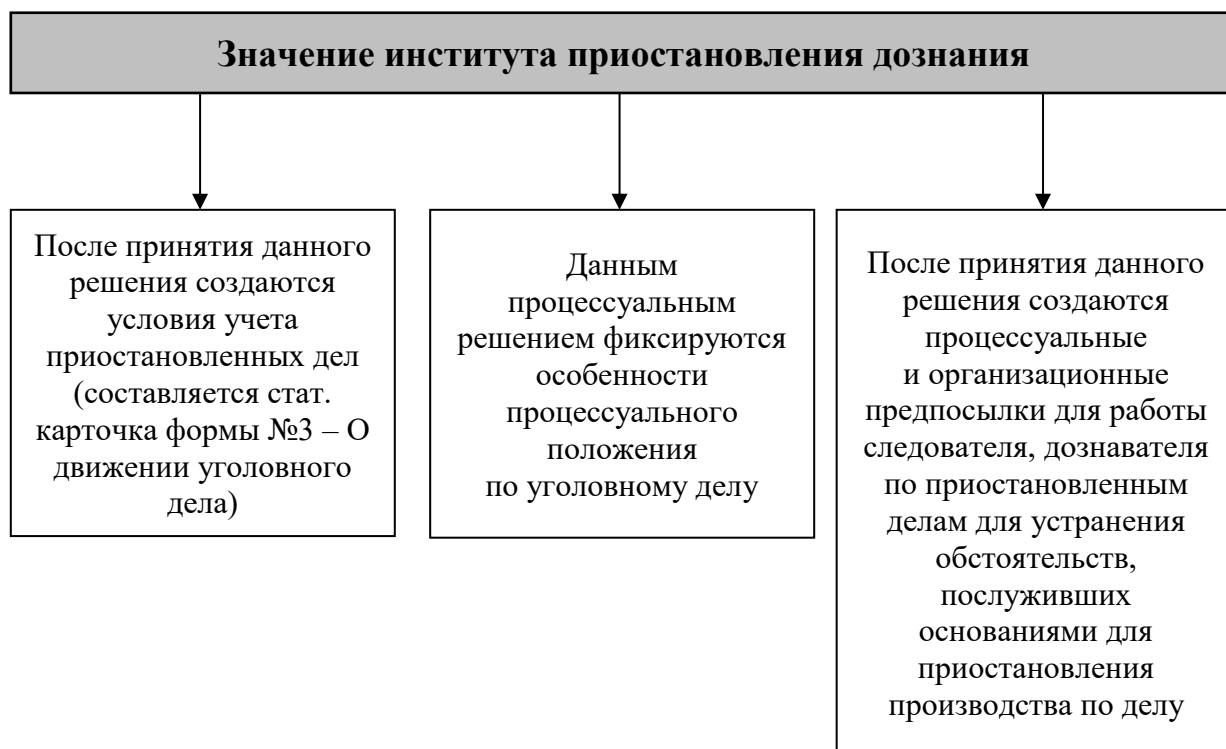 Значение института приостановления дознания
После принятия данного
решения создаются
условия учета
приостановленных дел
(составляется стат.
карточка формы №3 – О
движении уголовного
дела)
Данным
процессуальным
решением фиксируются
особенности
процессуального
положения
по уголовному делу
После принятия данного
решения создаются
процессуальные
и организационные
предпосылки для работы
следователя, дознавателя
по приостановленным
делам для устранения
обстоятельств,
послуживших
основаниями для
приостановления
производства по делу